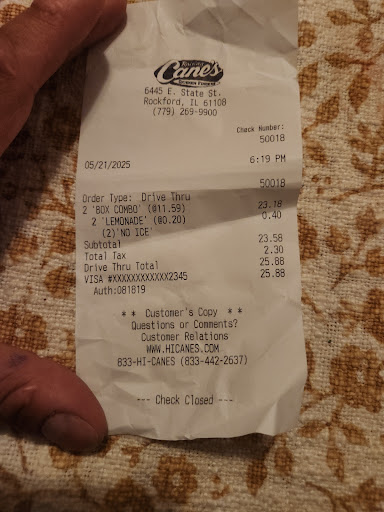 Raising
Cane's
CHICKEN FINGERS
6445 E. State St.
Rockford, IL 61108
(779) 269-9900
Check Number:
50018
05/21/2025 6:19 PM
50018
Order Type: Drive Thru
2 'BOX COMBO' (@11.59) 23.18
2 'LEMONADE' (@0.20) 0.40
(2)'NO ICE'
Subtotal 23.58
Total Tax 2.30
Drive Thru Total 25.88
VISA #XXXXXXXXXXXX2345 25.88
Auth:081819
* * Customer's Copy * *
Questions or Comments?
Customer Relations
WWW.HICANES.COM
833-HI-CANES (833-442-2637)
--- Check Closed ---